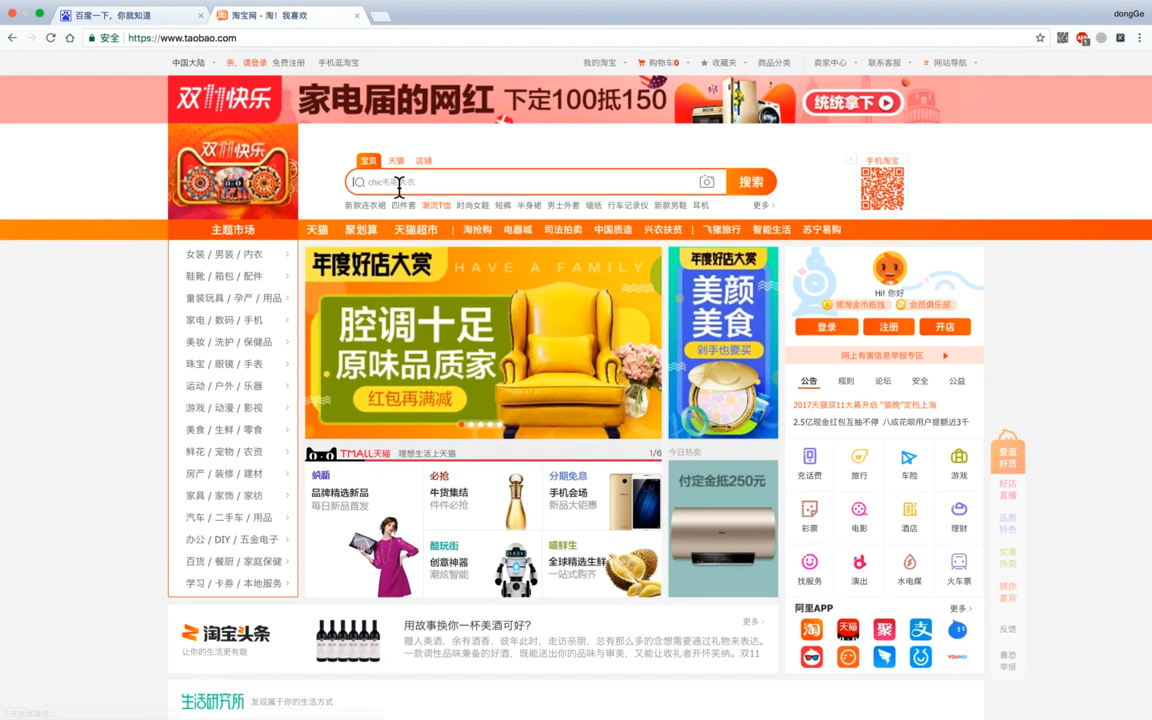 百度一下，你就知道
淘宝网 - 淘！我喜欢
dongGe
安全
https://www.taobao.com
中国大陆
亲，请登录 免费注册 手机逛淘宝
我的淘宝 购物车0 收藏夹 商品分类 卖家中心 联系客服 网站导航
双11快乐
家电届的网红 下定100抵150
统统拿下
双11快乐
宝贝 天猫 店铺
搜索
新款连衣裙 四件套 潮流T恤 时尚女鞋 短裤 半身裙 男士外套 墙纸 行车记录仪 新款男鞋 耳机 更多
手机淘宝
主题市场
天猫 聚划算 天猫超市 | 淘抢购 电器城 司法拍卖 中国质造 兴农扶贫 | 飞猪旅行 智能生活 苏宁易购
女装 / 男装 / 内衣
鞋靴 / 箱包 / 配件
童装玩具 / 孕产 / 用品
家电 / 数码 / 手机
美妆 / 洗护 / 保健品
珠宝 / 眼镜 / 手表
运动 / 户外 / 乐器
游戏 / 动漫 / 影视
美食 / 生鲜 / 零食
鲜花 / 宠物 / 农资
房产 / 装修 / 建材
家具 / 家饰 / 家纺
汽车 / 二手车 / 用品
办公 / DIY / 五金电子
百货 / 餐厨 / 家庭保健
学习 / 卡券 / 本地服务
年度好店大赏
HAVE A FAMILY
腔调十足
原味品质家
红包再满减
年度好店大赏
美颜
美食
剁手也要买
Hi! 你好
领淘金币抵钱 会员俱乐部
登录 注册 开店
网上有害信息举报专区
公告 规则 论坛 安全 公益
2017天猫双11大幕开启 "猫晚"定档上海
2.5亿现金红包互抽不停 八成花呗用户提额近3千
充话费 旅行 车险 游戏
彩票 电影 酒店 理财
找服务 演出 水电煤 火车票
阿里APP 更多
淘 天猫 聚 支
YOUKU
TMALL天猫 理想生活上天猫 1/6
品牌精选新品
每日新品首发
必抢
牛货集结
件件必抢
分期免息
手机会场
新品大钜惠
酷玩街
创意神器
潮炫智能
喵鲜生
全球精选生鲜
一站式购齐
今日热卖
付定金抵250元
淘宝头条
让你的生活更有趣
用故事换你一杯美酒可好?
更多
赠人美酒，余有酒香，彼年此时，走访亲朋，总有那么多的念想需要通过礼物来表达。
一款调性品味兼备的好酒，既能送出你的品味与审美，又能让收礼者开怀笑纳。双11
生活研究所 发现属于你的生活方式
爱逛
好货
好店
直播
品质
特色
实惠
热卖
猜你
喜欢
反馈
暴恐
举报